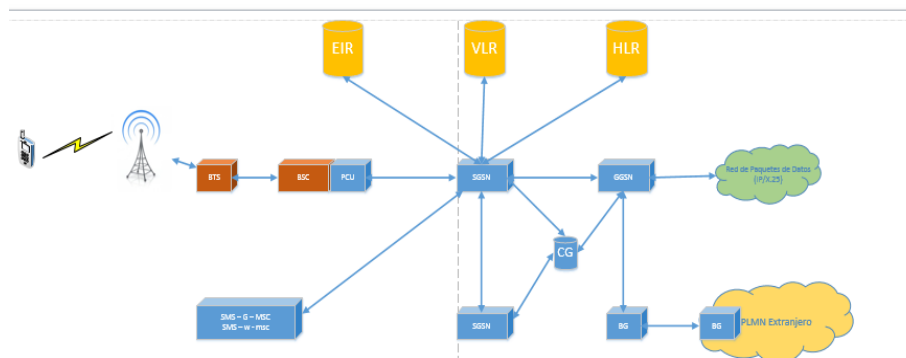 EIR
VLR
HLR
BTS
BSC
PCU
SGSN
GGSN
Red de Paquetes de Datos
(IP/X.25)
CG
SMS – G – MSC
SMS – w - msc
SGSN
BG
BG
PLMN Extranjero